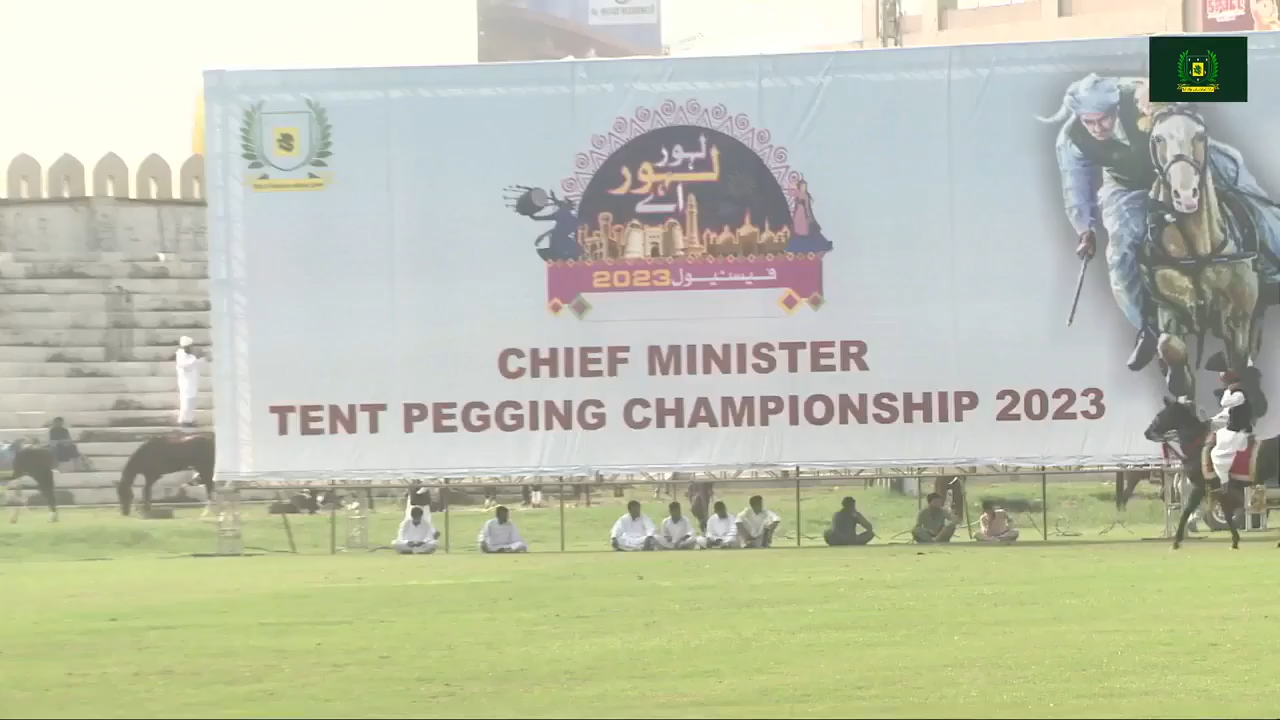 لہور
لہور
اے
فیسٹیول 2023
CHIEF MINISTER
TENT PEGGING CHAMPIONSHIP 2023